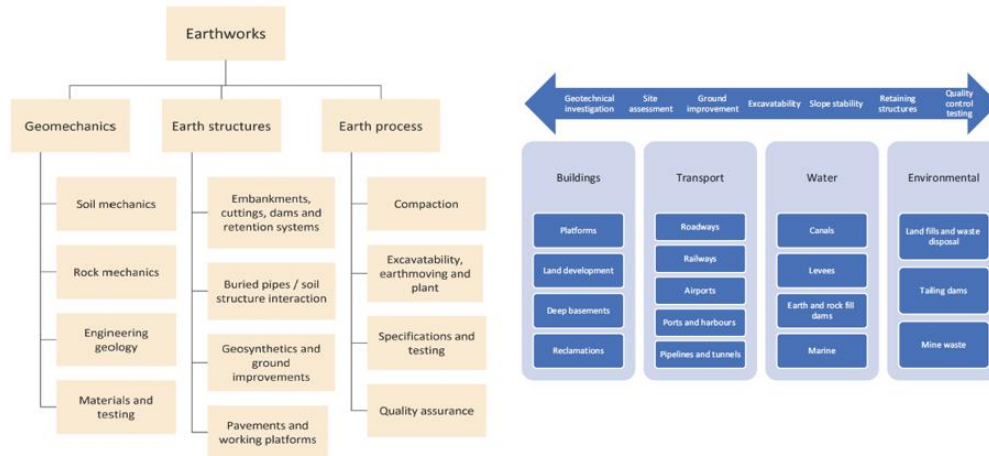 Earthworks
Geomechanics
Soil mechanics
Rock mechanics
Engineering
geology
Materials and
testing
Earth structures
Embankments,
cuttings, dams and
retention systems
Buried pipes / soil
structure interaction
Geosynthetics and
ground
improvements
Pavements and
working platforms
Earth process
Compaction
Excavatability,
earthmoving and
plant
Specifications and
testing
Quality assurance
Geotechnical
investigation
Site
assessment
Ground
improvement
Excavatability
Slope stability
Retaining
structures
Quality
control
testing
Buildings
Platforms
Land development
Deep basements
Reclamations
Transport
Roadways
Railways
Airports
Ports and harbours
Pipelines and tunnels
Water
Canals
Levees
Earth and rock fill
dams
Marine
Environmental
Land fills and waste
disposal
Tailing dams
Mine waste